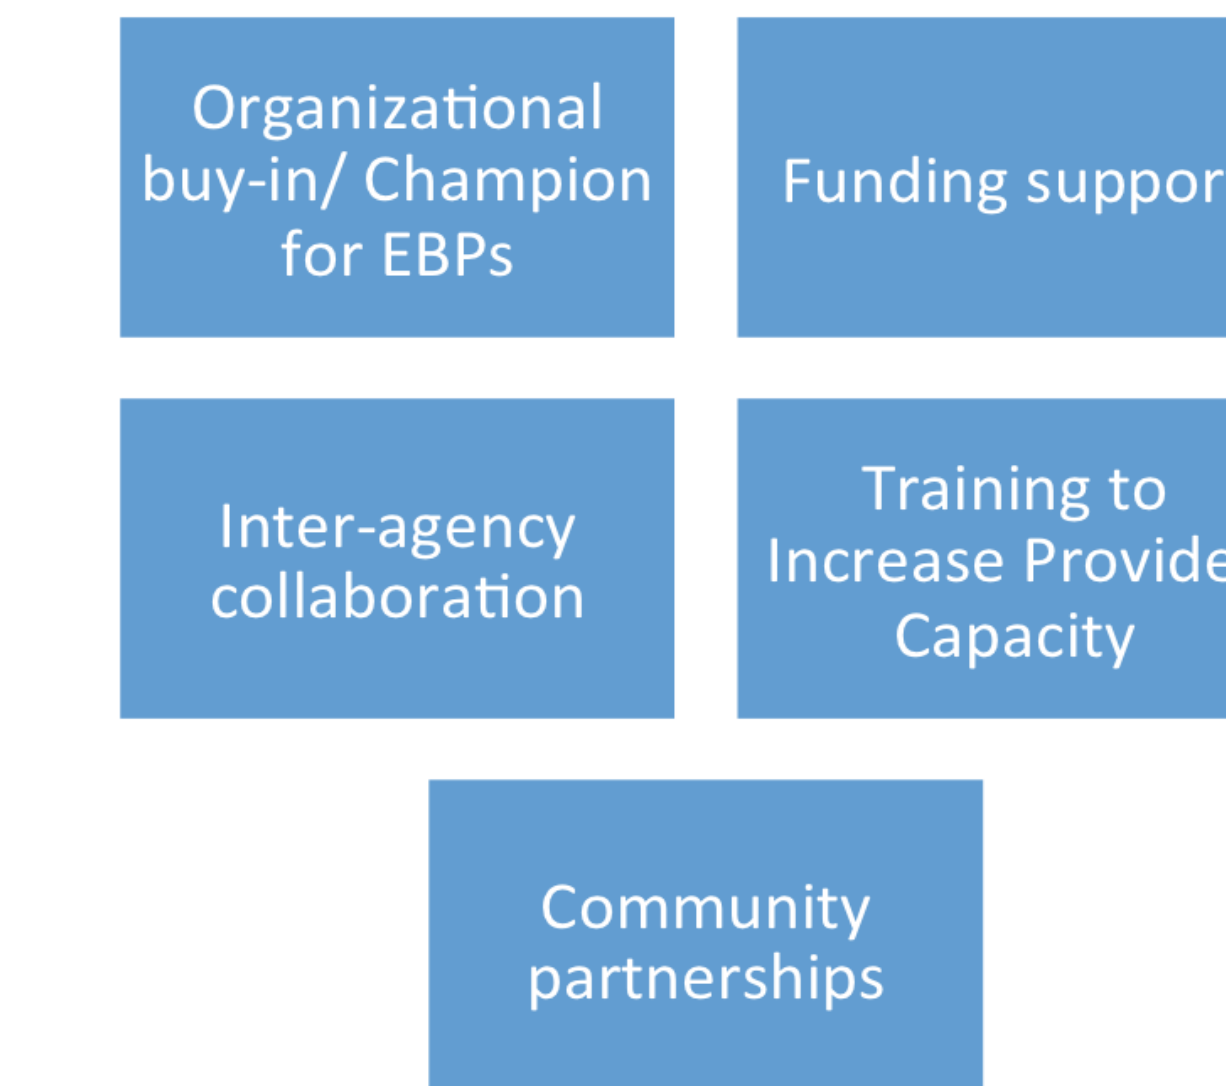 Organizational
buy-in/ Champion
for EBPs
Funding suppor
Inter-agency
collaboration
Training to
Increase Provide
Capacity
Community
partnerships